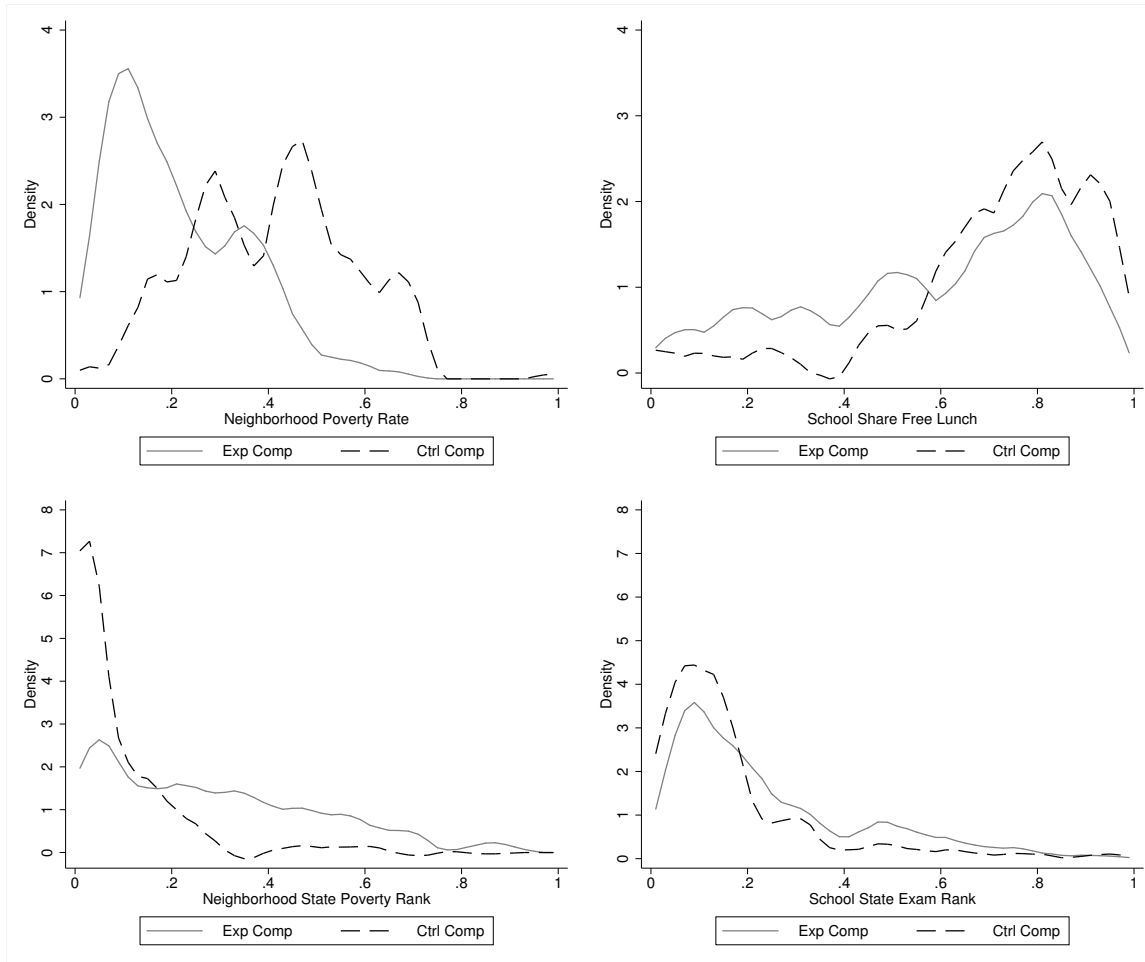 4
3
2
1
0
Density
0 .2 .4 .6 .8 1
Neighborhood Poverty Rate
Exp Comp Ctrl Comp
4
3
2
1
0
Density
0 .2 .4 .6 .8 1
School Share Free Lunch
Exp Comp Ctrl Comp
8
7
6
5
4
3
2
1
0
Density
0 .2 .4 .6 .8 1
Neighborhood State Poverty Rank
Exp Comp Ctrl Comp
8
7
6
5
4
3
2
1
0
Density
0 .2 .4 .6 .8 1
School State Exam Rank
Exp Comp Ctrl Comp